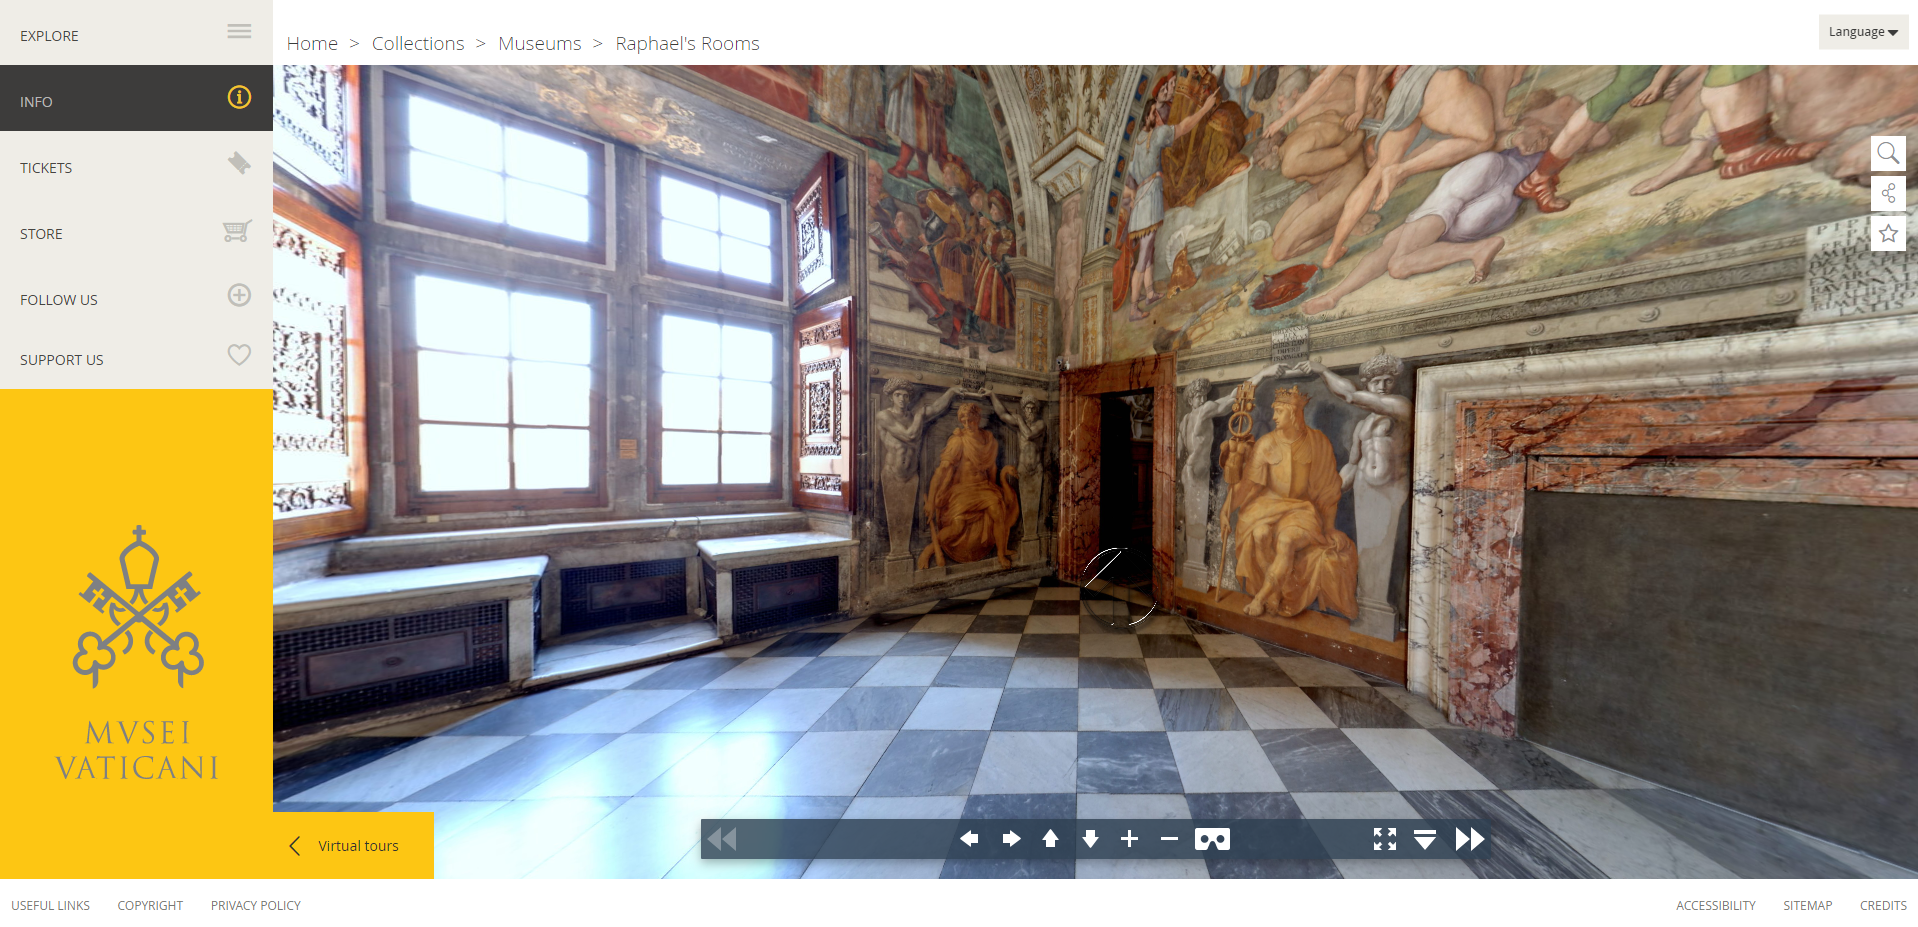 EXPLORE
INFO
TICKETS
STORE
FOLLOW US
SUPPORT US
MVSEI
VATICANI
Home > Collections > Museums > Raphael's Rooms
Language
Virtual tours
USEFUL LINKS COPYRIGHT PRIVACY POLICY
ACCESSIBILITY SITEMAP CREDITS